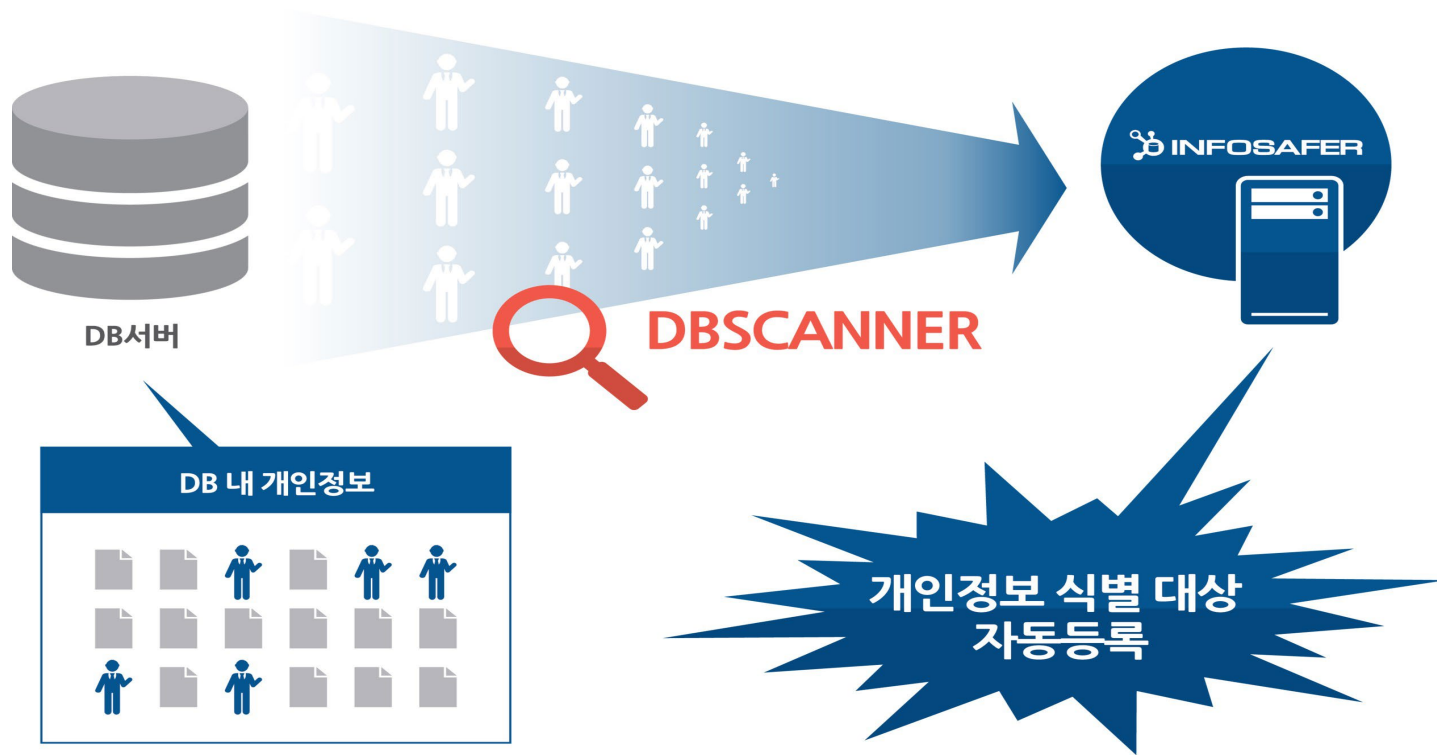 INFOSAFER
DB서버
DBSCANNER
DB 내 개인정보
개인정보 식별 대상
자동등록